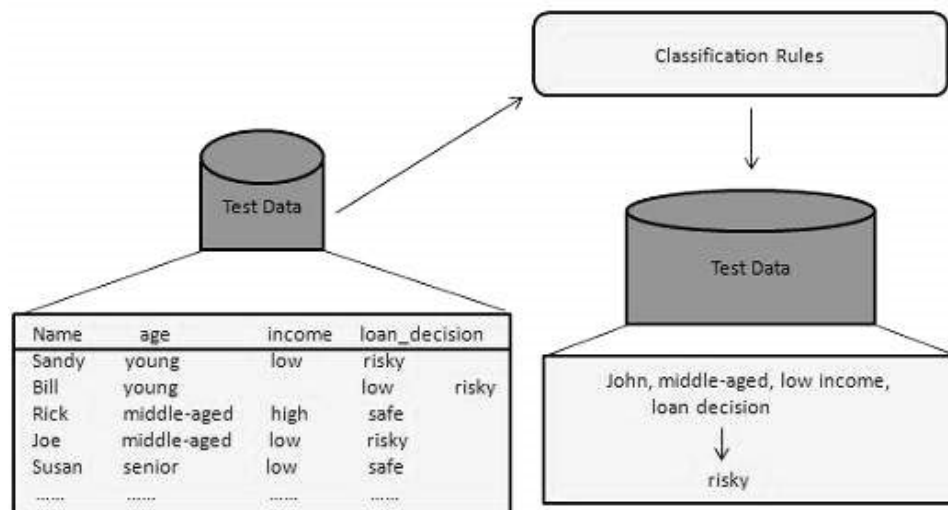 Classification Rules
Test Data
Name age income loan_decision
Sandy young low risky
Bill young low risky
Rick middle-aged high safe
Joe middle-aged low risky
Susan senior low safe
...... ...... ...... ......
Test Data
John, middle-aged, low income,
loan decision
risky